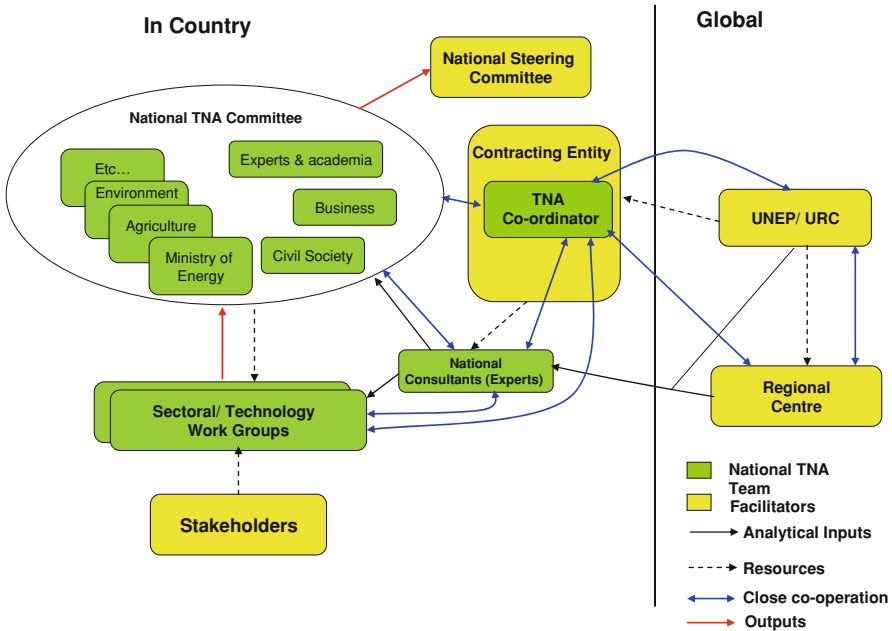 In Country
Global
National Steering
Committee
National TNA Committee
Etc...
Environment
Agriculture
Ministry of
Energy
Experts & academia
Business
Civil Society
Contracting Entity
TNA
Co-ordinator
UNEP/ URC
National
Consultants (Experts)
Regional
Centre
Sectoral/ Technology
Work Groups
Stakeholders
National TNA
Team
Facilitators
Analytical Inputs
Resources
Close co-operation
Outputs